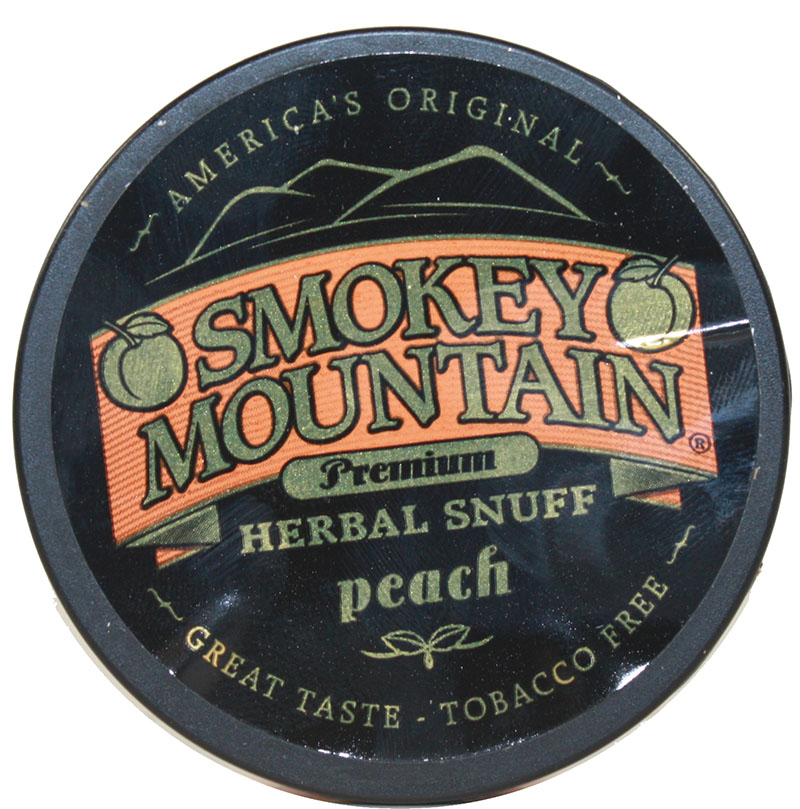 AMERICA'S ORIGINAL
SMOKEY
MOUNTAIN®
Premium
HERBAL SNUFF
peach
GREAT TASTE - TOBACCO FREE